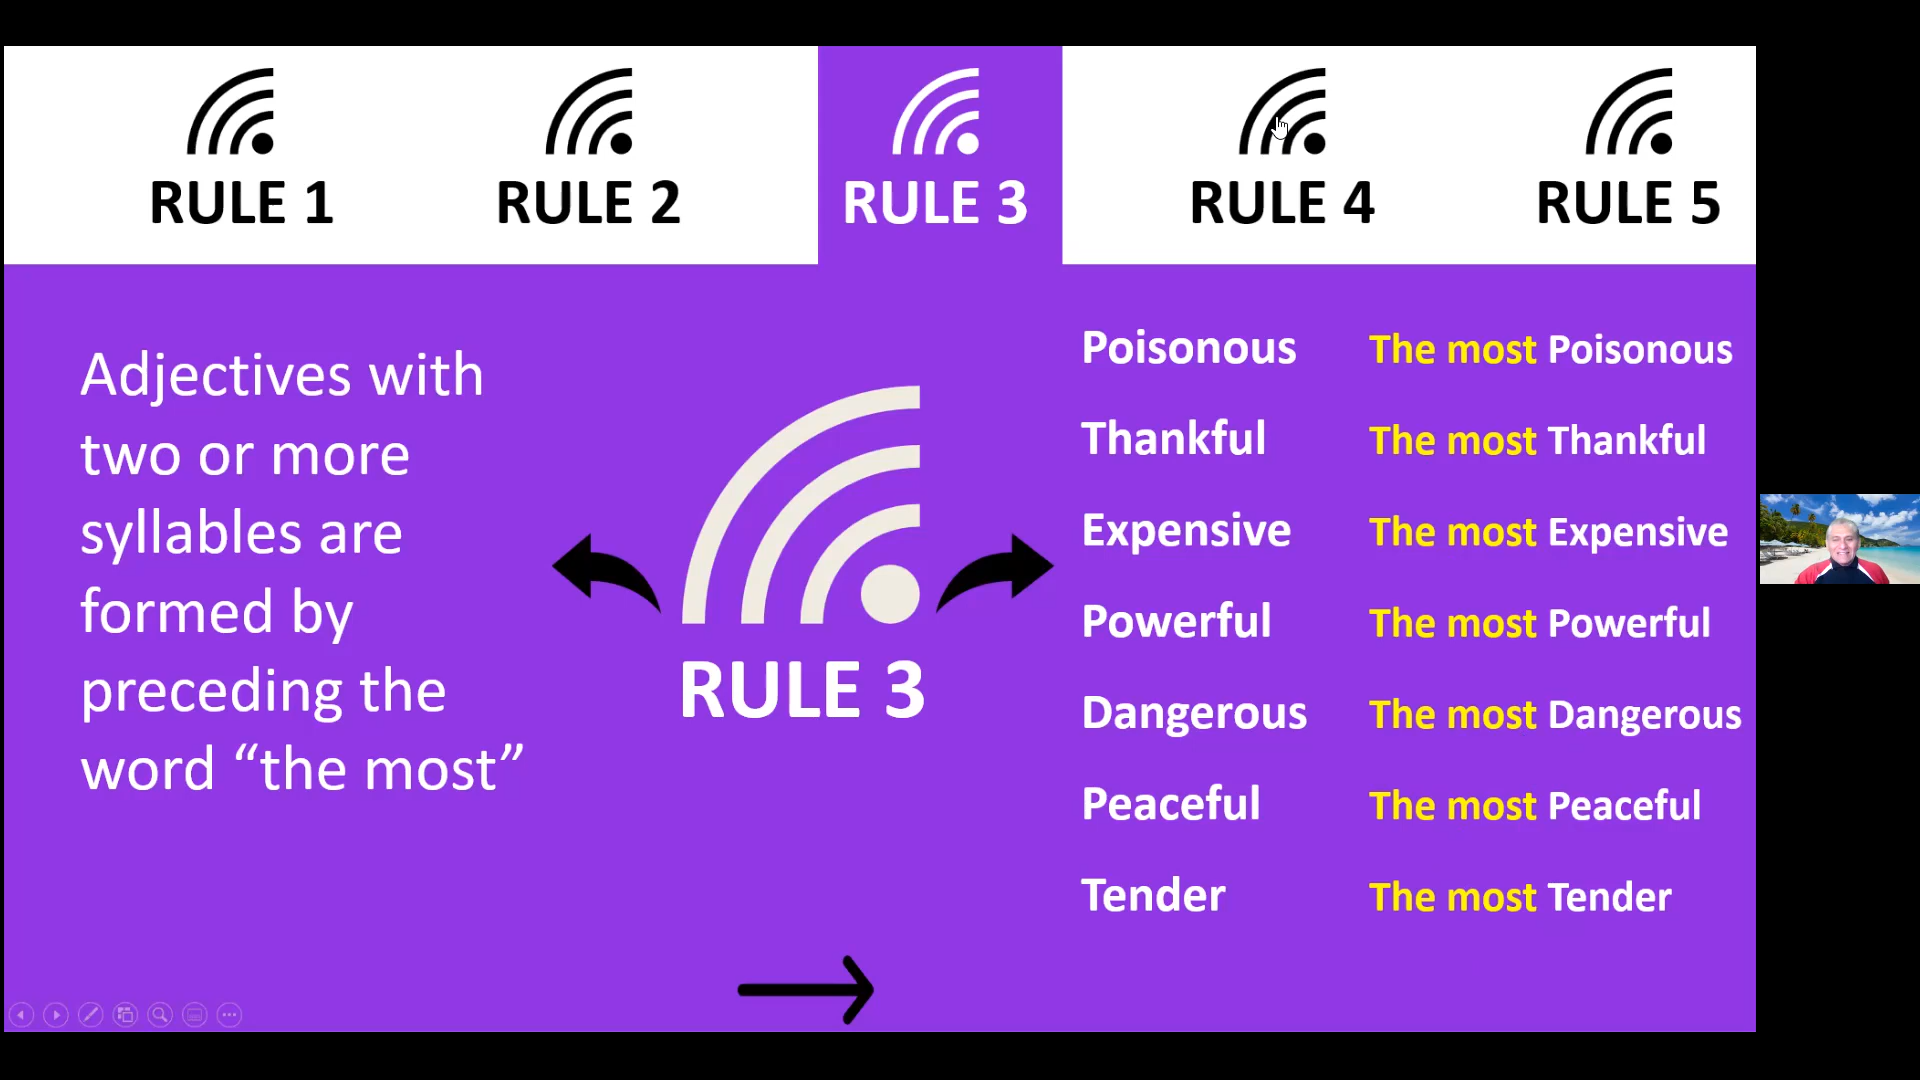 RULE 1
RULE 2
RULE 3
RULE 4
RULE 5
Adjectives with
two or more
syllables are
formed by
preceding the
word “the most”
RULE 3
Poisonous The most Poisonous
Thankful The most Thankful
Expensive The most Expensive
Powerful The most Powerful
Dangerous The most Dangerous
Peaceful The most Peaceful
Tender The most Tender